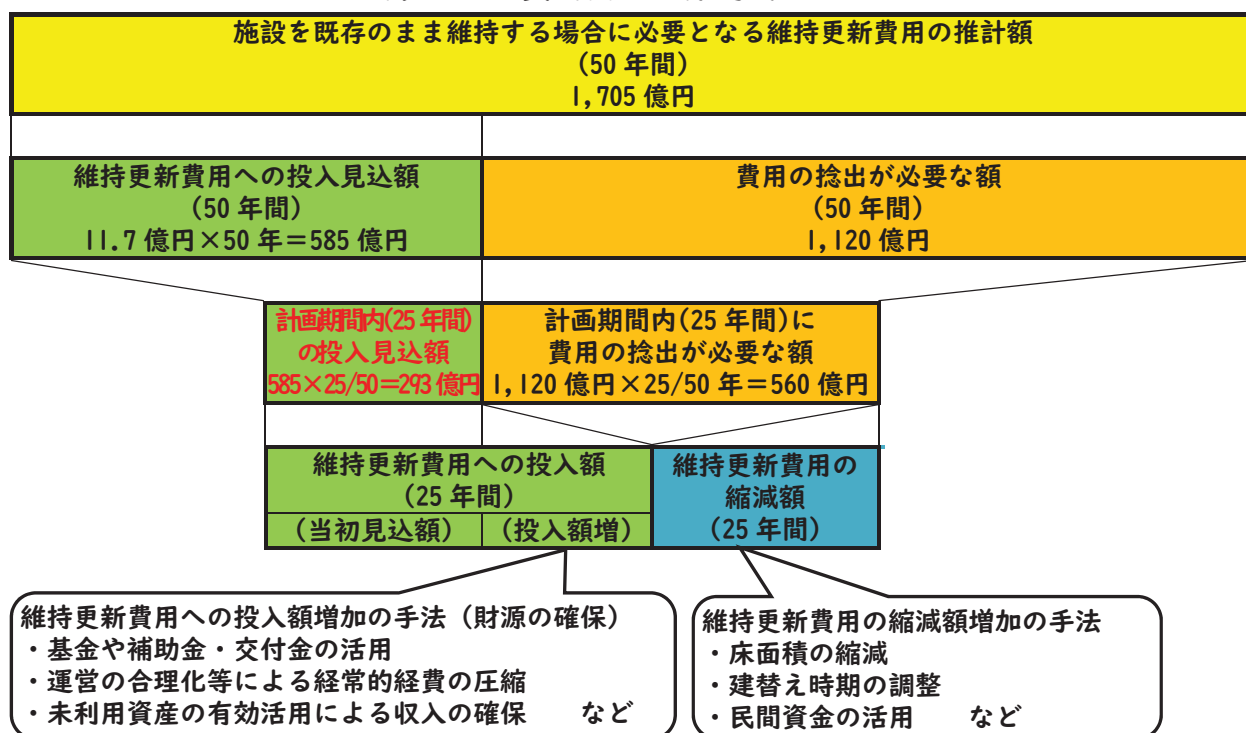 施設を既存のまま維持する場合に必要となる維持更新費用の推計額
(50 年間)
1,705 億円
維持更新費用への投入見込額
(50 年間)
11.7 億円×50 年＝585 億円
費用の捻出が必要な額
(50 年間)
1,120 億円
計画期間内(25 年間)
の投入見込額
585×25/50＝293 億円
計画期間内(25 年間)に
費用の捻出が必要な額
1,120 億円×25/50 年＝560 億円
維持更新費用への投入額
(25 年間)
(当初見込額)
(投入額増)
維持更新費用の
縮減額
(25 年間)
維持更新費用への投入額増加の手法（財源の確保）
・基金や補助金・交付金の活用
・運営の合理化等による経常的経費の圧縮
・未利用資産の有効活用による収入の確保　　など
維持更新費用の縮減額増加の手法
・床面積の縮減
・建替え時期の調整
・民間資金の活用　　など